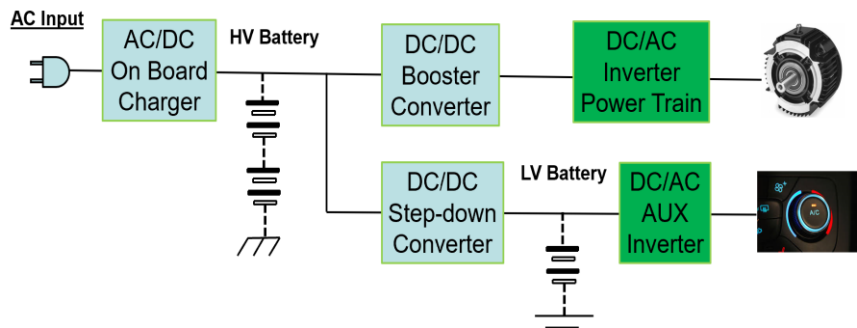 AC Input
AC/DC
On Board
Charger
HV Battery
DC/DC
Booster
Converter
DC/AC
Inverter
Power Train
DC/DC
Step-down
Converter
LV Battery
DC/AC
AUX
Inverter
A/C